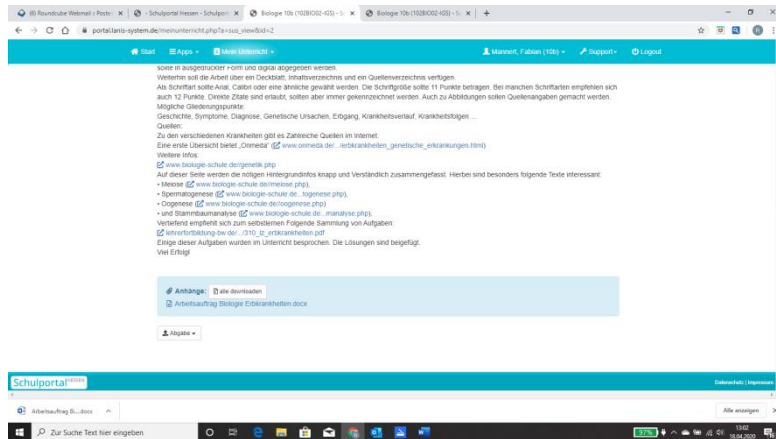 (6) Roundcube Webmail :: Poste
- Schulportal Hessen - Schulport
Biologie 10b (102BIO02-IGS) - S
Biologie 10b (102BIO02-IGS) - S
portal.lanis-system.de/meinunterricht.php?a=sus_view&id=2
Start Apps Mein Unterricht Mannert, Fabian (10b) Support Logout
sollte in ausgedruckter Form und digital abgegeben werden.
Weiterhin soll die Arbeit über ein Deckblatt, Inhaltsverzeichnis und ein Quellenverzeichnis verfügen.
Als Schriftart sollte Arial, Calibri oder eine ähnliche gewählt werden. Die Schriftgröße sollte 11 Punkte betragen. Bei manchen Schriftarten empfehlen sich
auch 12 Punkte. Direkte Zitate sind erlaubt, sollten aber immer gekennzeichnet werden. Auch zu Abbildungen sollen Quellenangaben gemacht werden.
Mögliche Gliederungspunkte:
Geschichte, Symptome, Diagnose, Genetische Ursachen, Erbgang, Krankheitsverlauf, Krankheitsfolgen ...
Quellen:
Zu den verschiedenen Krankheiten gibt es Zahlreiche Quellen im Internet.
Eine erste Übersicht bietet „Onmeda“ (www.onmeda.de/.../erbkrankheiten_genetische_erkrankungen.html)
Weitere Infos:
www.biologie-schule.de//genetik.php
Auf dieser Seite werden die nötigen Hintergrundinfos knapp und Verständlich zusammengefasst. Hierbei sind besonders folgende Texte interessant:
• Meiose (www.biologie-schule.de//meiose.php),
• Spermatogenese (www.biologie-schule.de...togenese.php),
• Oogenese (www.biologie-schule.de//oogenese.php)
• und Stammbaumanalyse (www.biologie-schule.de...manalyse.php).
Vertiefend empfiehlt sich zum selbstlernen Folgende Sammlung von Aufgaben:
lehrerfortbildung-bw.de/.../310_lz_erbkrankheiten.pdf
Einige dieser Aufgaben wurden im Unterricht besprochen. Die Lösungen sind beigefügt.
Viel Erfolg!
Anhänge: alle downloaden
Arbeitsauftrag Biologie Erbkrankheiten.docx
Abgabe
Schulportal HESSEN
Datenschutz | Impressum
Arbeitsauftrag Bi....docx
Alle anzeigen
Zur Suche Text hier eingeben
97%
13:02
18.04.2020